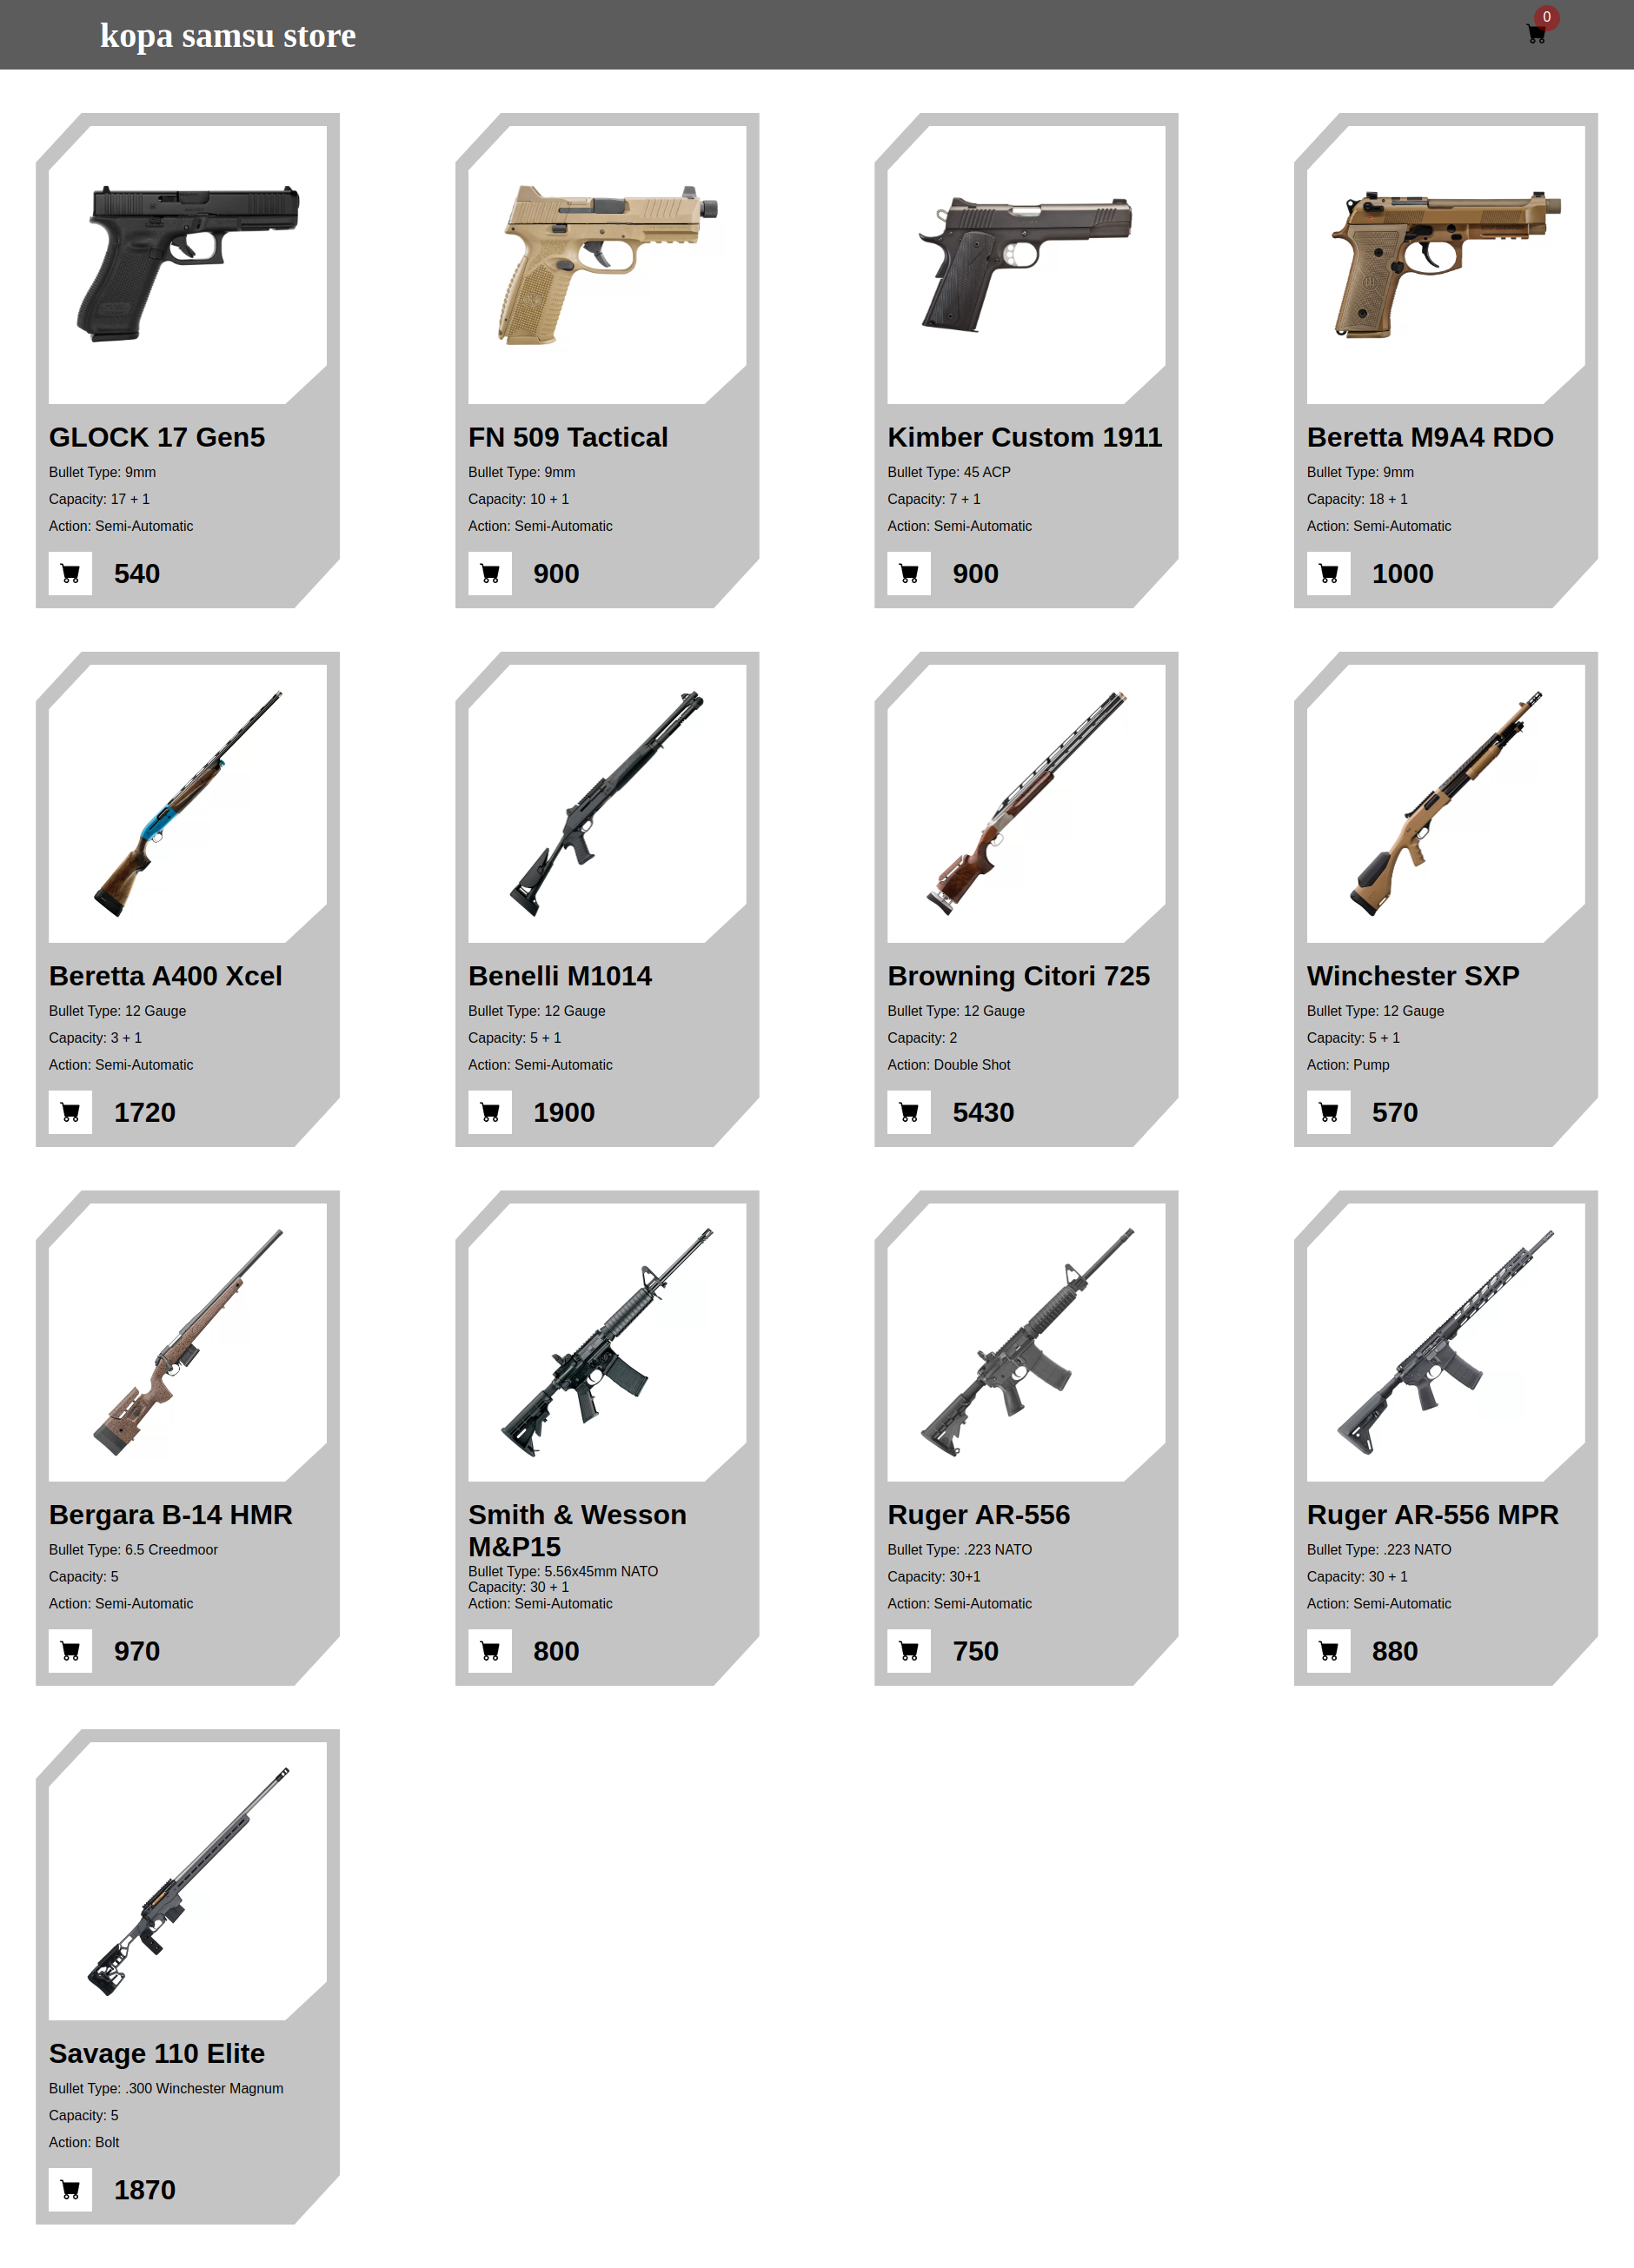 kopa samsu store
0
GLOCK 17 Gen5
Bullet Type: 9mm
Capacity: 17 + 1
Action: Semi-Automatic
540
FN 509 Tactical
Bullet Type: 9mm
Capacity: 10 + 1
Action: Semi-Automatic
900
Kimber Custom 1911
Bullet Type: 45 ACP
Capacity: 7 + 1
Action: Semi-Automatic
900
Beretta M9A4 RDO
Bullet Type: 9mm
Capacity: 18 + 1
Action: Semi-Automatic
1000
Beretta A400 Xcel
Bullet Type: 12 Gauge
Capacity: 3 + 1
Action: Semi-Automatic
1720
Benelli M1014
Bullet Type: 12 Gauge
Capacity: 5 + 1
Action: Semi-Automatic
1900
Browning Citori 725
Bullet Type: 12 Gauge
Capacity: 2
Action: Double Shot
5430
Winchester SXP
Bullet Type: 12 Gauge
Capacity: 5 + 1
Action: Pump
570
Bergara B-14 HMR
Bullet Type: 6.5 Creedmoor
Capacity: 5
Action: Semi-Automatic
970
Smith & Wesson
M&P15
Bullet Type: 5.56x45mm NATO
Capacity: 30 + 1
Action: Semi-Automatic
800
Ruger AR-556
Bullet Type: .223 NATO
Capacity: 30+1
Action: Semi-Automatic
750
Ruger AR-556 MPR
Bullet Type: .223 NATO
Capacity: 30 + 1
Action: Semi-Automatic
880
Savage 110 Elite
Bullet Type: .300 Winchester Magnum
Capacity: 5
Action: Bolt
1870